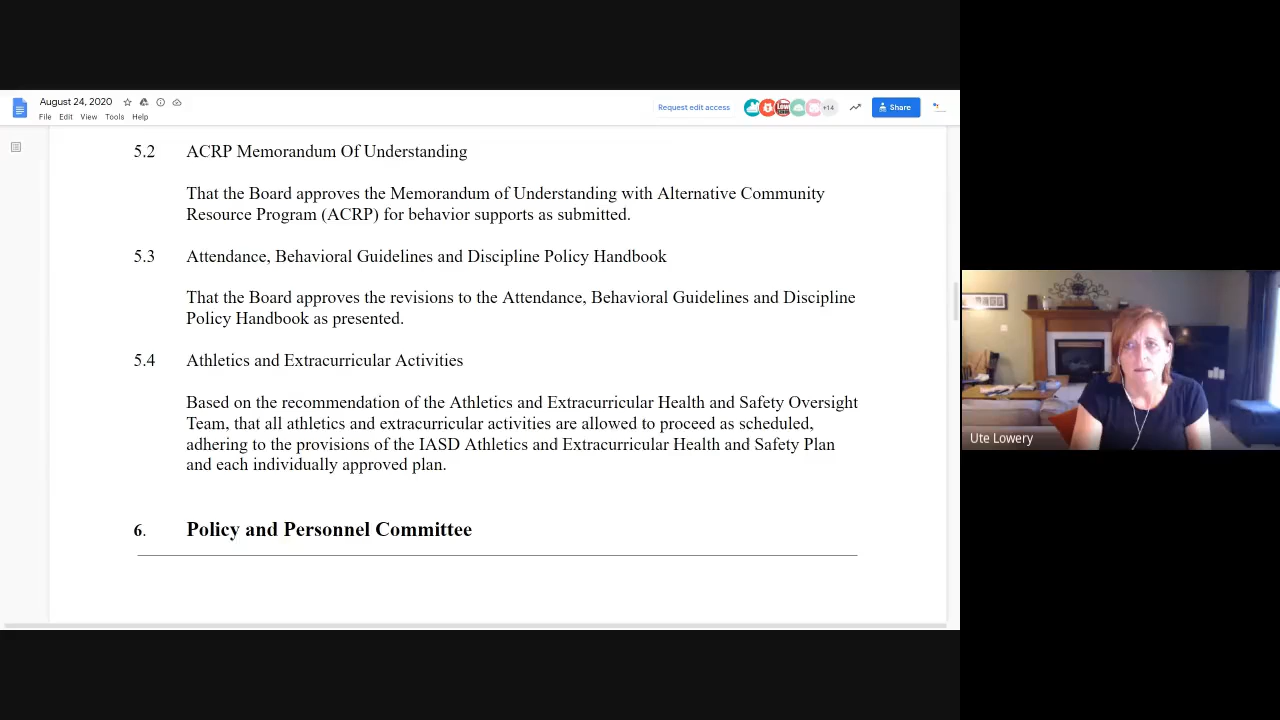 August 24, 2020
File Edit View Tools Help
Request edit access
+14
Share
5.2 ACRP Memorandum Of Understanding
That the Board approves the Memorandum of Understanding with Alternative Community
Resource Program (ACRP) for behavior supports as submitted.
5.3 Attendance, Behavioral Guidelines and Discipline Policy Handbook
That the Board approves the revisions to the Attendance, Behavioral Guidelines and Discipline
Policy Handbook as presented.
5.4 Athletics and Extracurricular Activities
Based on the recommendation of the Athletics and Extracurricular Health and Safety Oversight
Team, that all athletics and extracurricular activities are allowed to proceed as scheduled,
adhering to the provisions of the IASD Athletics and Extracurricular Health and Safety Plan
and each individually approved plan.
6. Policy and Personnel Committee
Ute Lowery